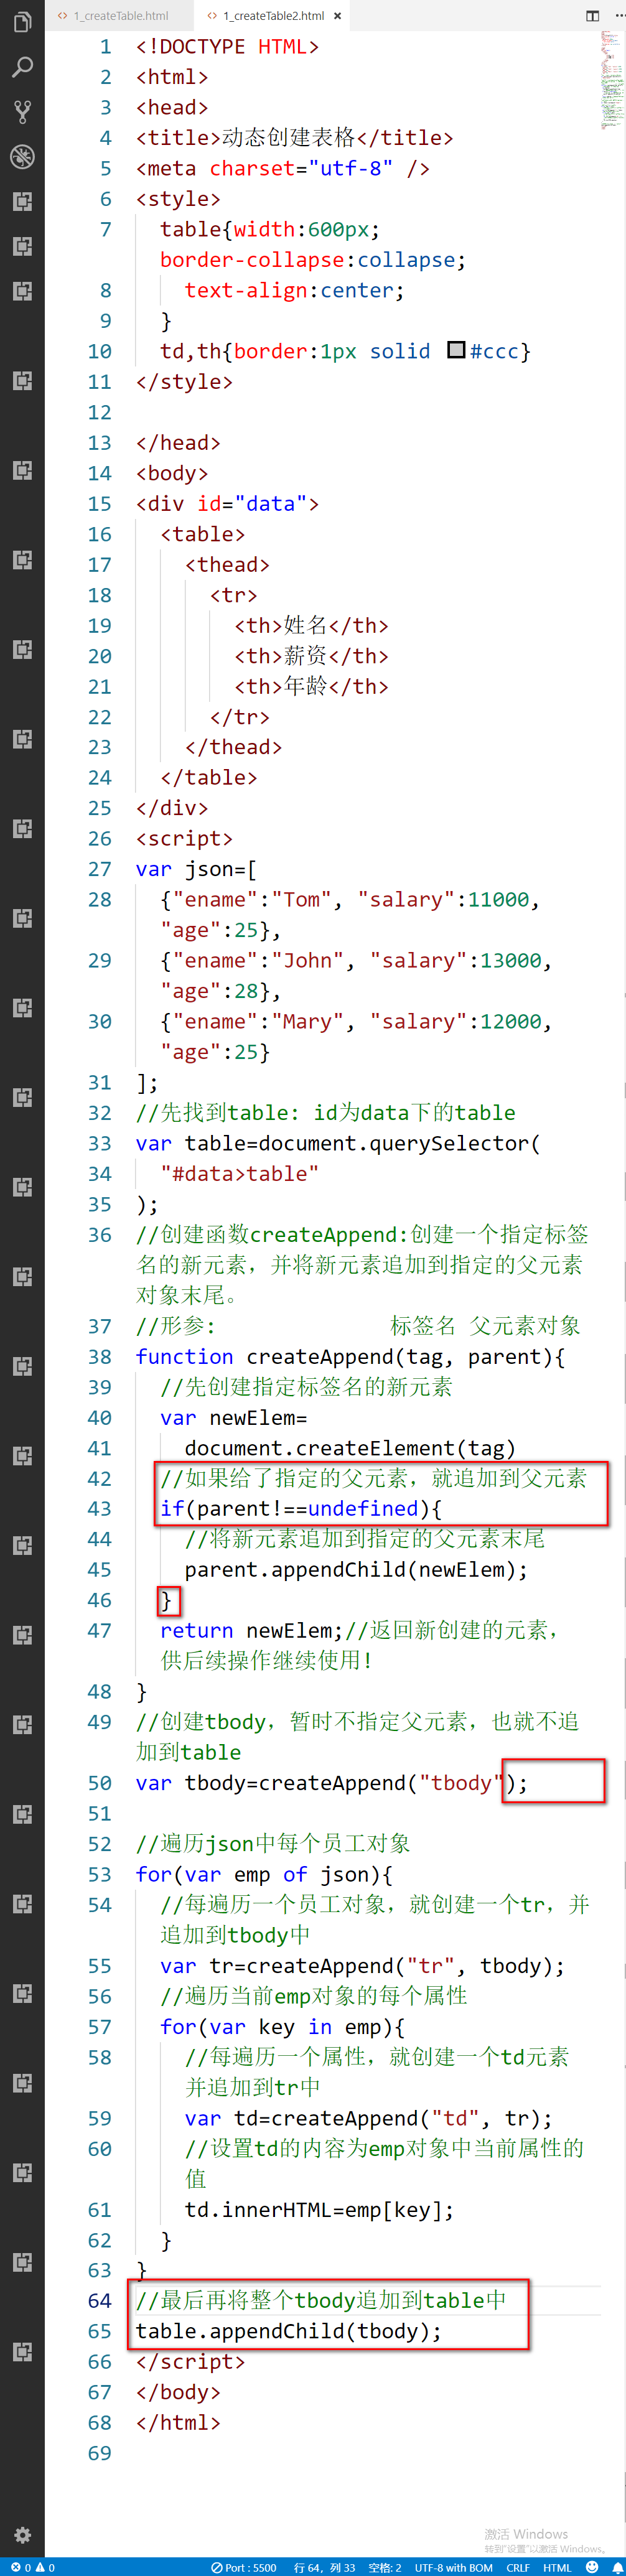 1_createTable.html
1_createTable2.html
1 <!DOCTYPE HTML>
2 <html>
3 <head>
4 <title>动态创建表格</title>
5 <meta charset="utf-8" />
6 <style>
7 table{width:600px;
border-collapse:collapse;
8 text-align:center;
9 }
10 td,th{border:1px solid #ccc}
11 </style>
12
13 </head>
14 <body>
15 <div id="data">
16 <table>
17 <thead>
18 <tr>
19 <th>姓名</th>
20 <th>薪资</th>
21 <th>年龄</th>
22 </tr>
23 </thead>
24 </table>
25 </div>
26 <script>
27 var json=[
28 {"ename":"Tom", "salary":11000,
"age":25},
29 {"ename":"John", "salary":13000,
"age":28},
30 {"ename":"Mary", "salary":12000,
"age":25}
31 ];
32 //先找到table: id为data下的table
33 var table=document.querySelector(
34 "#data>table"
35 );
36 //创建函数createAppend:创建一个指定标签
名的新元素，并将新元素追加到指定的父元素
对象末尾。
37 //形参: 标签名 父元素对象
38 function createAppend(tag, parent){
39 //先创建指定标签名的新元素
40 var newElem=
41 document.createElement(tag)
42 //如果给了指定的父元素，就追加到父元素
43 if(parent!==undefined){
44 //将新元素追加到指定的父元素末尾
45 parent.appendChild(newElem);
46 }
47 return newElem;//返回新创建的元素，
供后续操作继续使用!
48 }
49 //创建tbody，暂时不指定父元素，也就不追
加到table
50 var tbody=createAppend("tbody");
51
52 //遍历json中每个员工对象
53 for(var emp of json){
54 //每遍历一个员工对象，就创建一个tr，并
追加到tbody中
55 var tr=createAppend("tr", tbody);
56 //遍历当前emp对象的每个属性
57 for(var key in emp){
58 //每遍历一个属性，就创建一个td元素
并追加到tr中
59 var td=createAppend("td", tr);
60 //设置td的内容为emp对象中当前属性的
值
61 td.innerHTML=emp[key];
62 }
63 }
64 //最后再将整个tbody追加到table中
65 table.appendChild(tbody);
66 </script>
67 </body>
68 </html>
69
激活 Windows
转到"设置"以激活 Windows。
0 0 Port : 5500 行 64，列 33 空格: 2 UTF-8 with BOM CRLF HTML